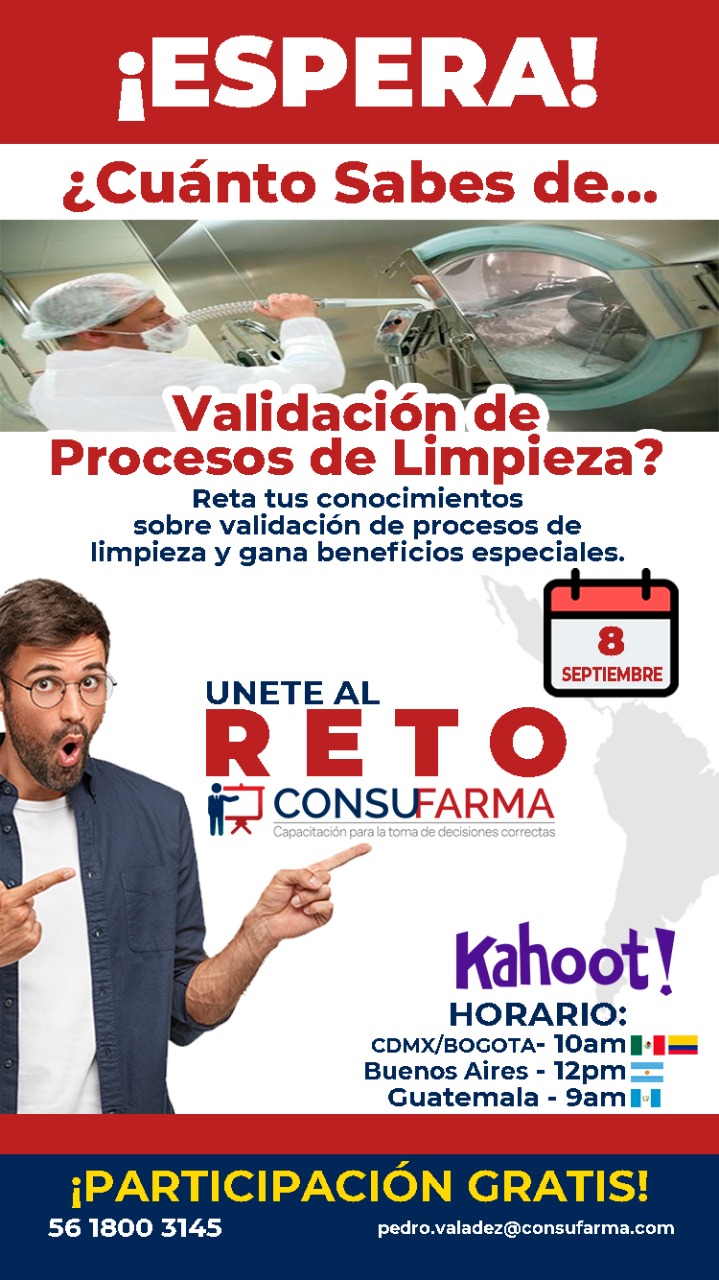 ¡ESPERA!
¿Cuánto Sabes de...
Validación de
Procesos de Limpieza?
Reta tus conocimientos
sobre validación de procesos de
limpieza y gana beneficios especiales.
8
SEPTIEMBRE
UNETE AL
RETO
CONSUFARMA
Capacitación para la toma de decisiones correctas
Kahoot!
HORARIO:
CDMX/BOGOTA- 10am
Buenos Aires - 12pm
Guatemala - 9am
¡PARTICIPACIÓN GRATIS!
56 1800 3145
pedro.valadez@consufarma.com